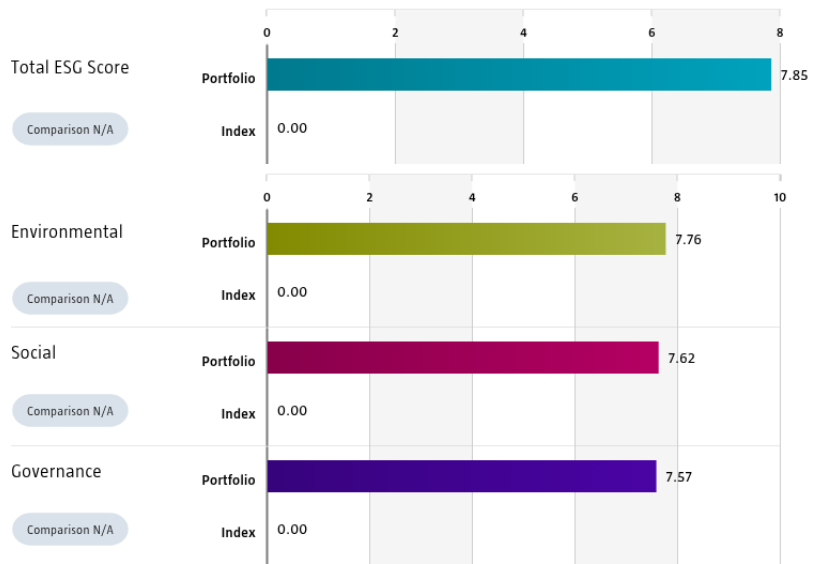 0 2 4 6 8
Total ESG Score
Portfolio 7.85
Comparison N/A
Index 0.00
0 2 4 6 8 10
Environmental
Portfolio 7.76
Comparison N/A
Index 0.00
Social
Portfolio 7.62
Comparison N/A
Index 0.00
Governance
Portfolio 7.57
Comparison N/A
Index 0.00